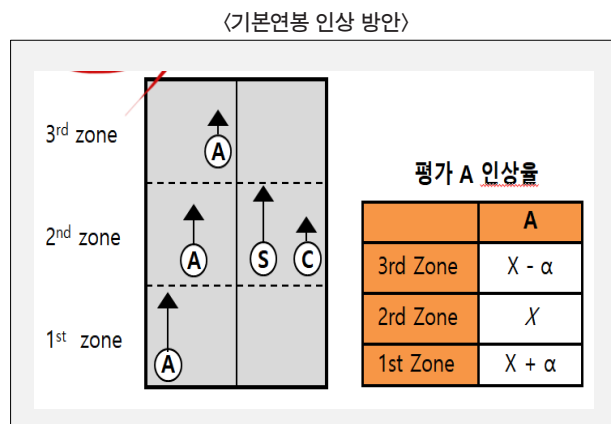 〈기본연봉 인상 방안〉
3rd zone
A
2nd zone
A
S
C
1st zone
A
평가 A 인상율
A
3rd Zone
X - α
2rd Zone
X
1st Zone
X + α